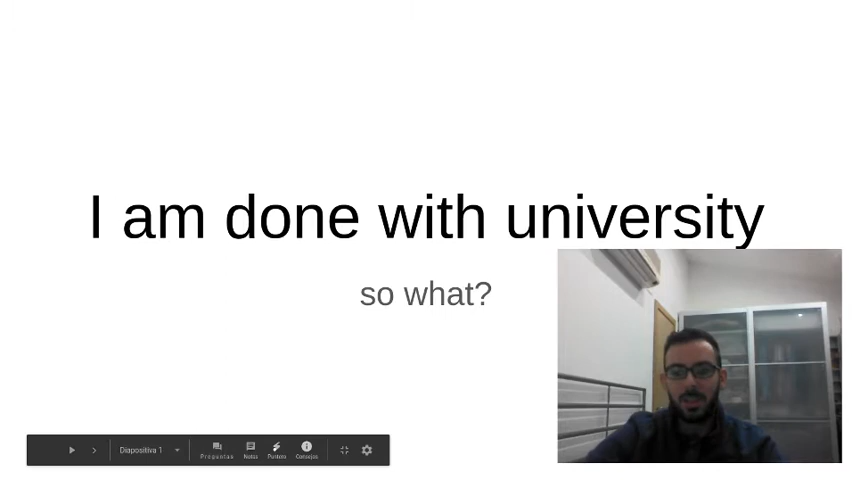 I am done with university
so what?
Diapositiva 1
Preguntas
Notas
Puntero
Consejos